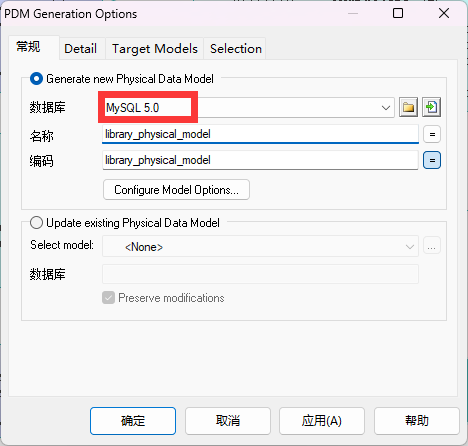 PDM Generation Options
常规 Detail Target Models Selection
Generate new Physical Data Model
数据库 MySQL 5.0
名称 library_physical_model =
编码 library_physical_model =
Configure Model Options...
Update existing Physical Data Model
Select model: <None> ...
数据库
Preserve modifications
确定 取消 应用(A) 帮助